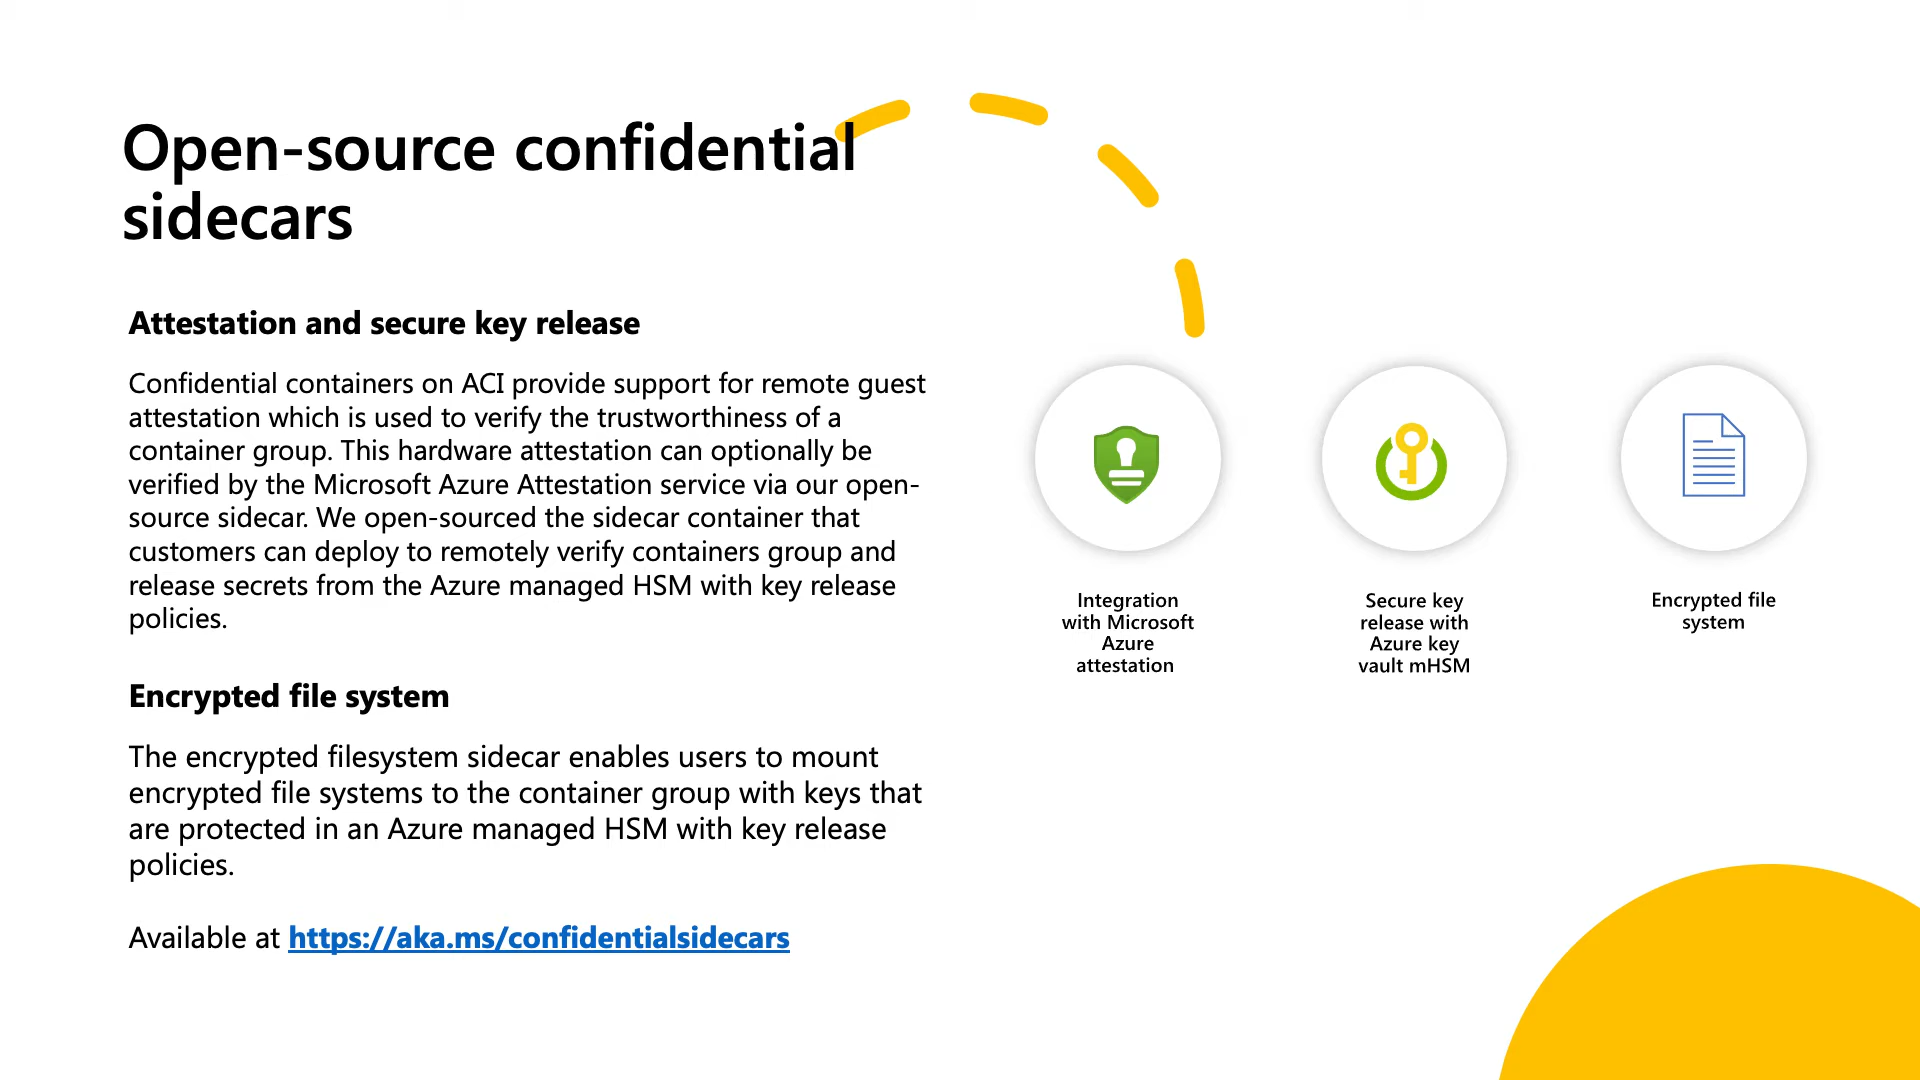 Open-source confidential
sidecars
Attestation and secure key release
Confidential containers on ACI provide support for remote guest
attestation which is used to verify the trustworthiness of a
container group. This hardware attestation can optionally be
verified by the Microsoft Azure Attestation service via our open-
source sidecar. We open-sourced the sidecar container that
customers can deploy to remotely verify containers group and
release secrets from the Azure managed HSM with key release
policies.
Encrypted file system
The encrypted filesystem sidecar enables users to mount
encrypted file systems to the container group with keys that
are protected in an Azure managed HSM with key release
policies.
Available at https://aka.ms/confidentialsidecars
Integration
with Microsoft
Azure
attestation
Secure key
release with
Azure key
vault mHSM
Encrypted file
system